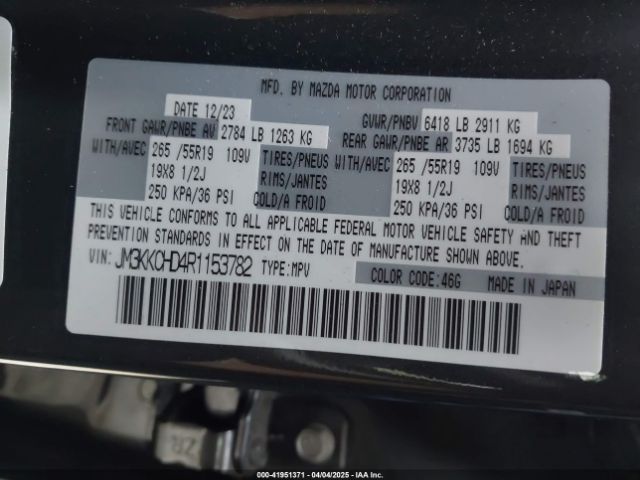 MFD. BY MAZDA MOTOR CORPORATION
DATE 12/23 GVWR/PNBV 6418 LB 2911 KG
FRONT GAWR/PNBE AV 2784 LB 1263 KG REAR GAWR/PNBE AR 3735 LB 1694 KG
WITH/AVEC 265 /55R19 109V TIRES/PNEUS WITH/AVEC 265 /55R19 109V TIRES/PNEUS
19X8 1/2J RIMS/JANTES 19X8 1/2J RIMS/JANTES
250 KPA/36 PSI COLD/A FROID 250 KPA/36 PSI COLD/A FROID
THIS VEHICLE CONFORMS TO ALL APPLICABLE FEDERAL MOTOR VEHICLE SAFETY AND THEFT
PREVENTION STANDARDS IN EFFECT ON THE DATE OF MANUFACTURE SHOWN ABOVE.
VIN: JM3KKCHD4R1153782 TYPE:MPV COLOR CODE:46G MADE IN JAPAN
ZR
000-41951371 - 04/04/2025 - IAA Inc.